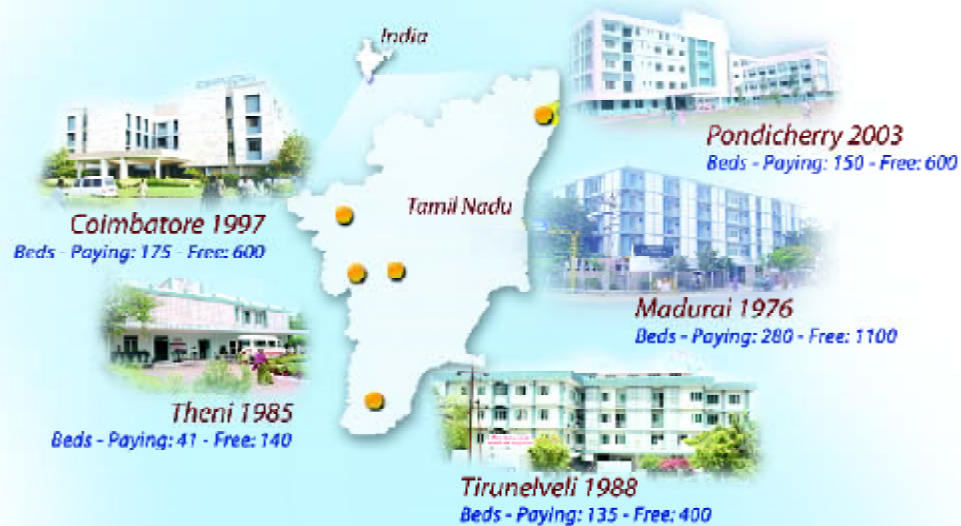 India
Pondicherry 2003
Beds - Paying: 150 - Free: 600
Tamil Nadu
Coimbatore 1997
Beds - Paying: 175 - Free: 600
Madurai 1976
Beds - Paying: 280 - Free: 1100
Theni 1985
Beds - Paying: 41 - Free: 140
Tirunelveli 1988
Beds - Paying: 135 - Free: 400